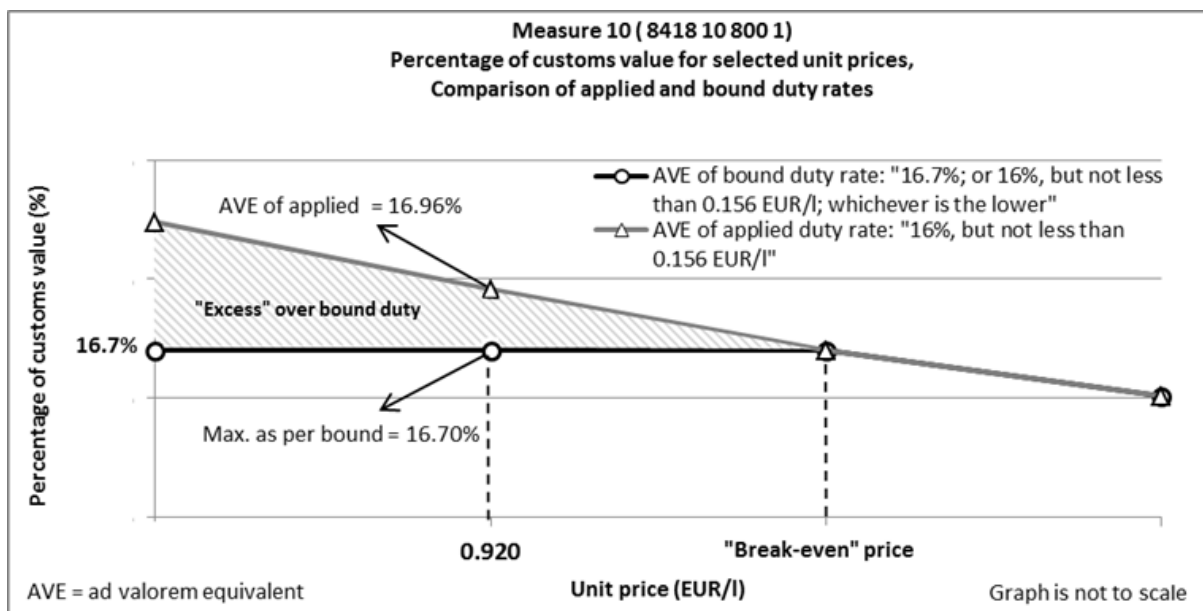 Measure 10 ( 8418 10 800 1)
Percentage of customs value for selected unit prices,
Comparison of applied and bound duty rates
AVE of bound duty rate: "16.7%; or 16%, but not less
than 0.156 EUR/l; whichever is the lower"
AVE of applied duty rate: "16%, but not less than
0.156 EUR/l"
AVE of applied = 16.96%
"Excess" over bound duty
16.7%
Max. as per bound = 16.70%
Percentage of customs value (%)
0.920
"Break-even" price
Unit price (EUR/l)
AVE = ad valorem equivalent
Graph is not to scale